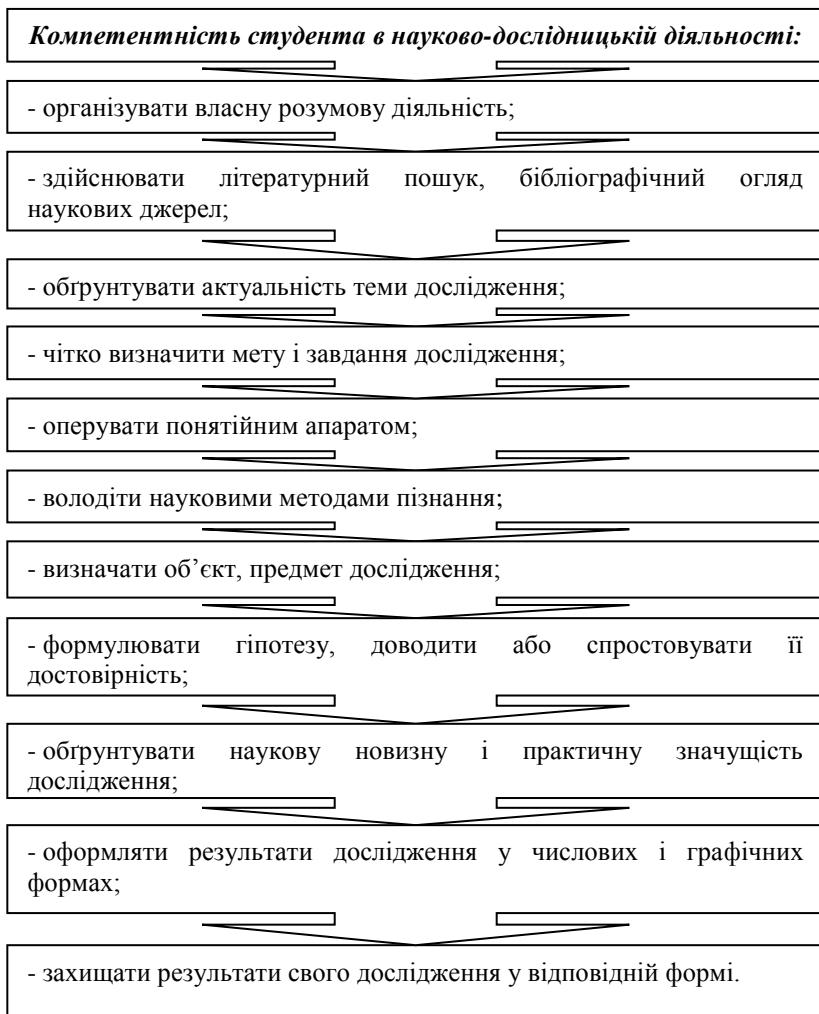 Компетентність студента в науково-дослідницькій діяльності:
- організувати власну розумову діяльність;
- здійснювати літературний пошук, бібліографічний огляд
наукових джерел;
- обґрунтувати актуальність теми дослідження;
- чітко визначити мету і завдання дослідження;
- оперувати понятійним апаратом;
- володіти науковими методами пізнання;
- визначати об’єкт, предмет дослідження;
- формулювати гіпотезу, доводити або спростовувати її
достовірність;
- обґрунтувати наукову новизну і практичну значущість
дослідження;
- оформляти результати дослідження у числових і графічних
формах;
- захищати результати свого дослідження у відповідній формі.